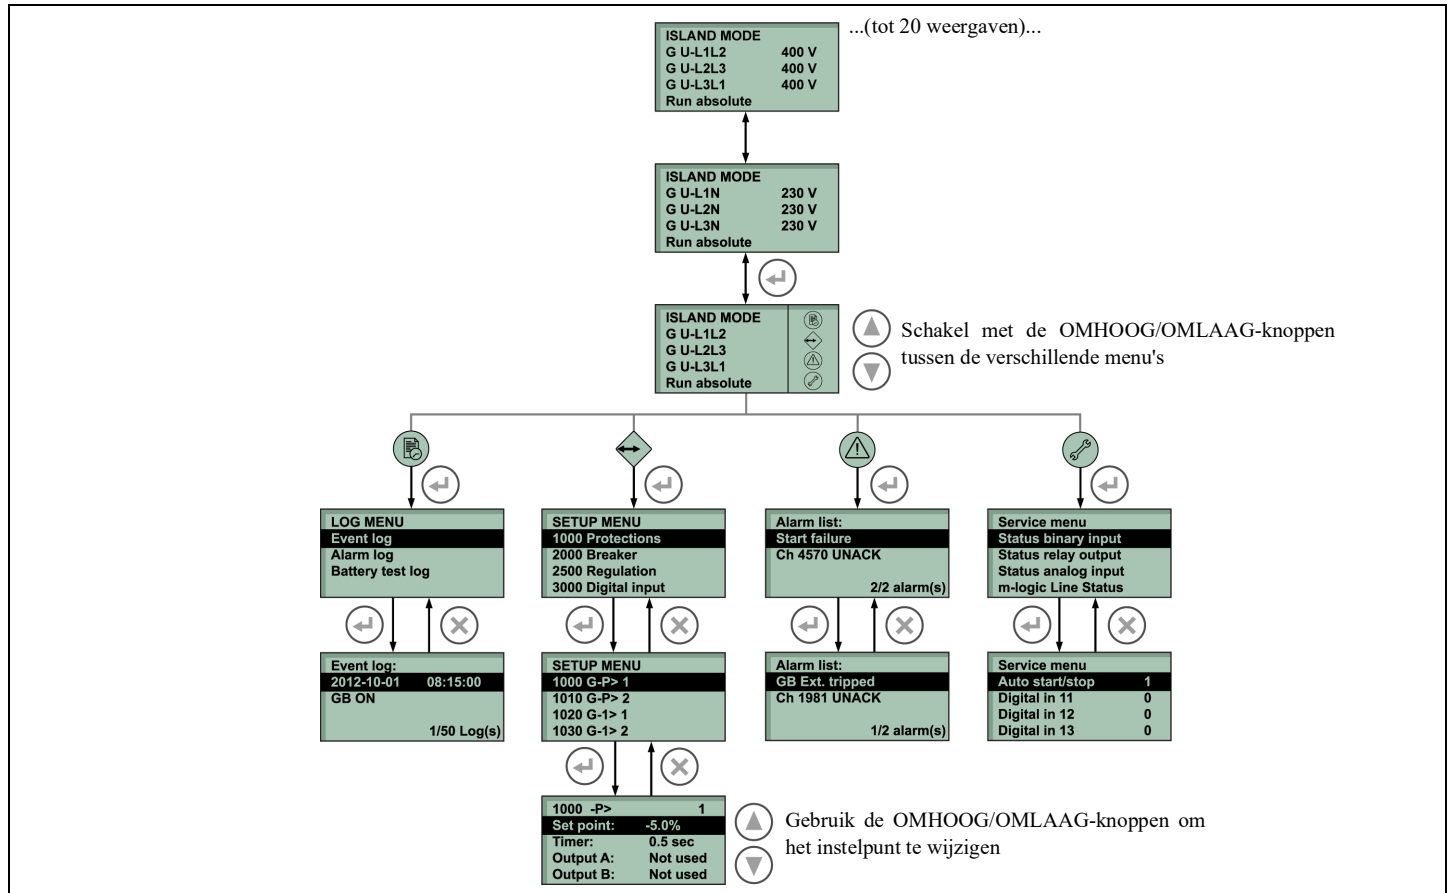 ISLAND MODE
G U-L1L2 400 V
G U-L2L3 400 V
G U-L3L1 400 V
Run absolute
...(tot 20 weergaven)...
ISLAND MODE
G U-L1N 230 V
G U-L2N 230 V
G U-L3N 230 V
Run absolute
ISLAND MODE
G U-L1L2
G U-L2L3
G U-L3L1
Run absolute
Schakel met de OMHOOG/OMLAAG-knoppen
tussen de verschillende menu's
LOG MENU
Event log
Alarm log
Battery test log
SETUP MENU
1000 Protections
2000 Breaker
2500 Regulation
3000 Digital input
Alarm list:
Start failure
Ch 4570 UNACK
2/2 alarm(s)
Service menu
Status binary input
Status relay output
Status analog input
m-logic Line Status
Event log:
2012-10-01 08:15:00
GB ON
1/50 Log(s)
SETUP MENU
1000 G-P> 1
1010 G-P> 2
1020 G-1> 1
1030 G-1> 2
Alarm list:
GB Ext. tripped
Ch 1981 UNACK
1/2 alarm(s)
Service menu
Auto start/stop 1
Digital in 11 0
Digital in 12 0
Digital in 13 0
1000 -P> 1
Set point: -5.0%
Timer: 0.5 sec
Output A: Not used
Output B: Not used
Gebruik de OMHOOG/OMLAAG-knoppen om
het instelpunt te wijzigen